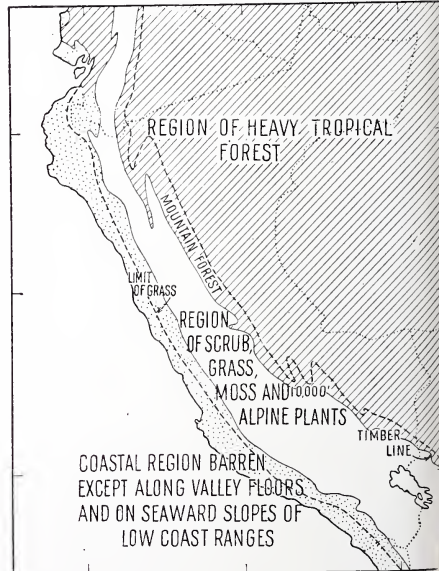 REGION OF HEAVY TROPICAL
FOREST
MOUNTAIN FOREST
LIMIT
OF GRASS
REGION
OF SCRUB,
GRASS,
MOSS AND
ALPINE PLANTS
10,000'
TIMBER
LINE
COASTAL REGION BARREN
EXCEPT ALONG VALLEY FLOORS
AND ON SEAWARD SLOPES OF
LOW COAST RANGES